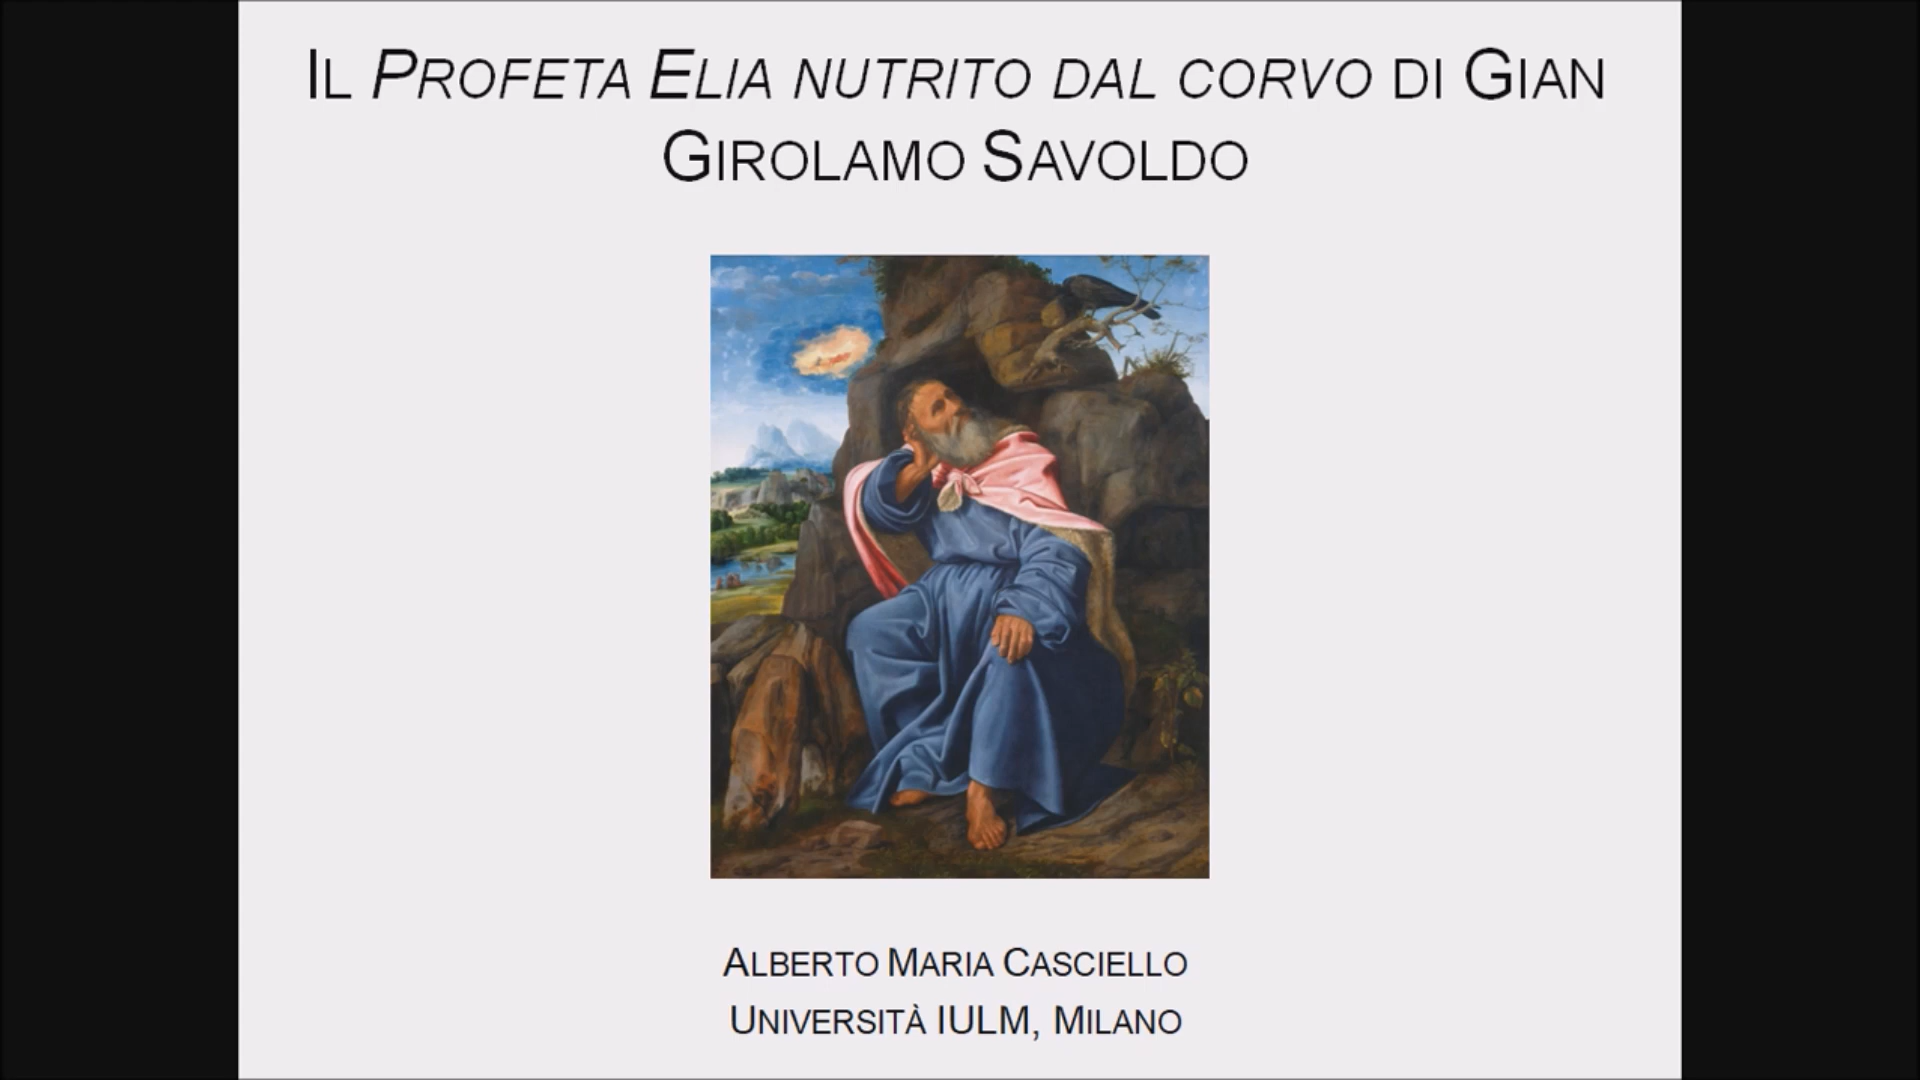 IL PROFETA ELIA NUTRITO DAL CORVO DI GIAN
GIROLAMO SAVOLDO
ALBERTO MARIA CASCIELLO
UNIVERSITÀ IULM, MILANO